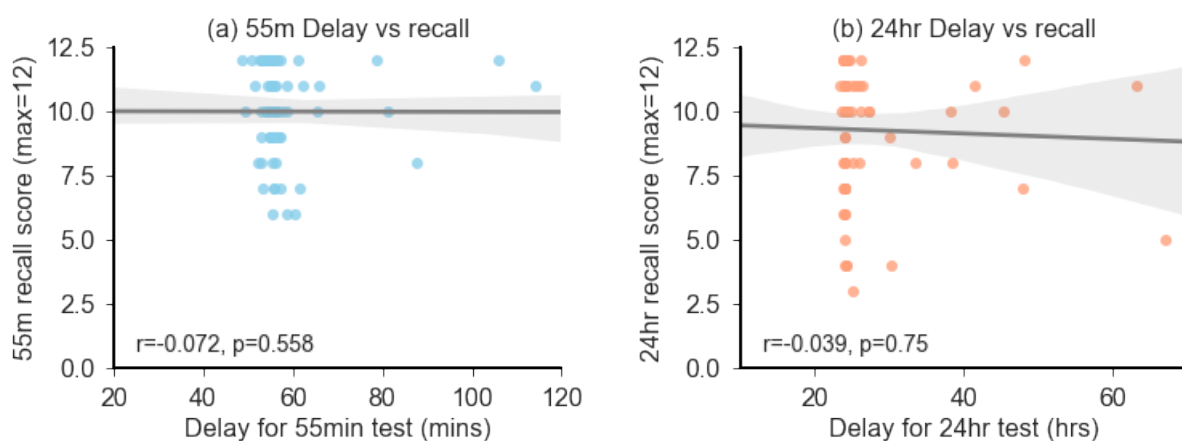 (a) 55m Delay vs recall
55m recall score (max=12)
12.5
10.0
7.5
5.0
2.5
0.0
r=-0.072, p=0.558
20 40 60 80 100 120
Delay for 55min test (mins)
(b) 24hr Delay vs recall
24hr recall score (max=12)
12.5
10.0
7.5
5.0
2.5
0.0
r=-0.039, p=0.75
20 40 60
Delay for 24hr test (hrs)